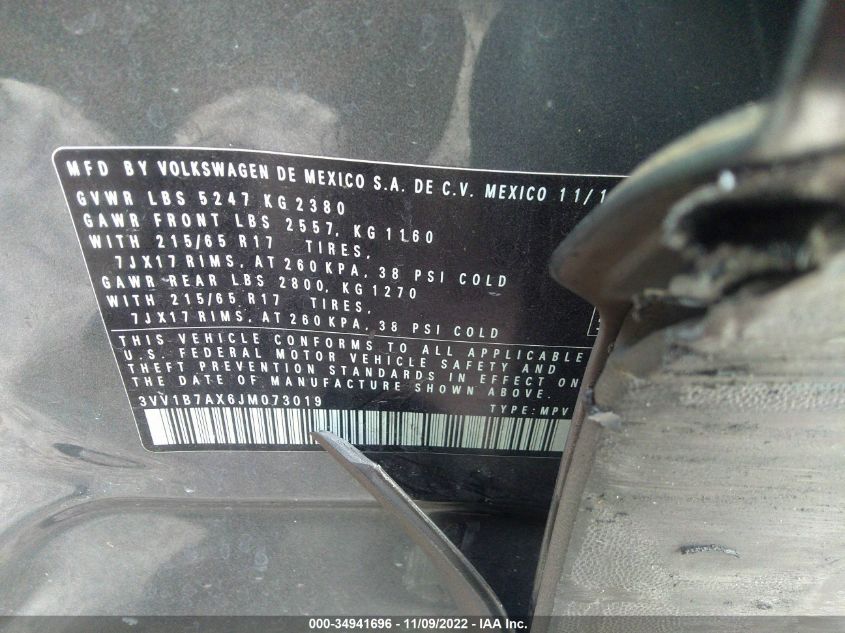 MFD BY VOLKSWAGEN DE MEXICO S.A. DE C.V. MEXICO 11/1
GVWR LBS 5247 KG 2380
GAWR FRONT LBS 2557, KG 1160
WITH 215/65 R17 TIRES,
7JX17 RIMS, AT 260 KPA, 38 PSI COLD
GAWR REAR LBS 2800, KG 1270
WITH 215/65 R17 TIRES,
7JX17 RIMS, AT 260 KPA, 38 PSI COLD
THIS VEHICLE CONFORMS TO ALL APPLICABLE
U.S. FEDERAL MOTOR VEHICLE SAFETY AND
THEFT PREVENTION STANDARDS IN EFFECT ON
THE DATE OF MANUFACTURE SHOWN ABOVE.
3VV1B7AX6JM073019 TYPE: MPV
000-34941696 - 11/09/2022 - IAA Inc.